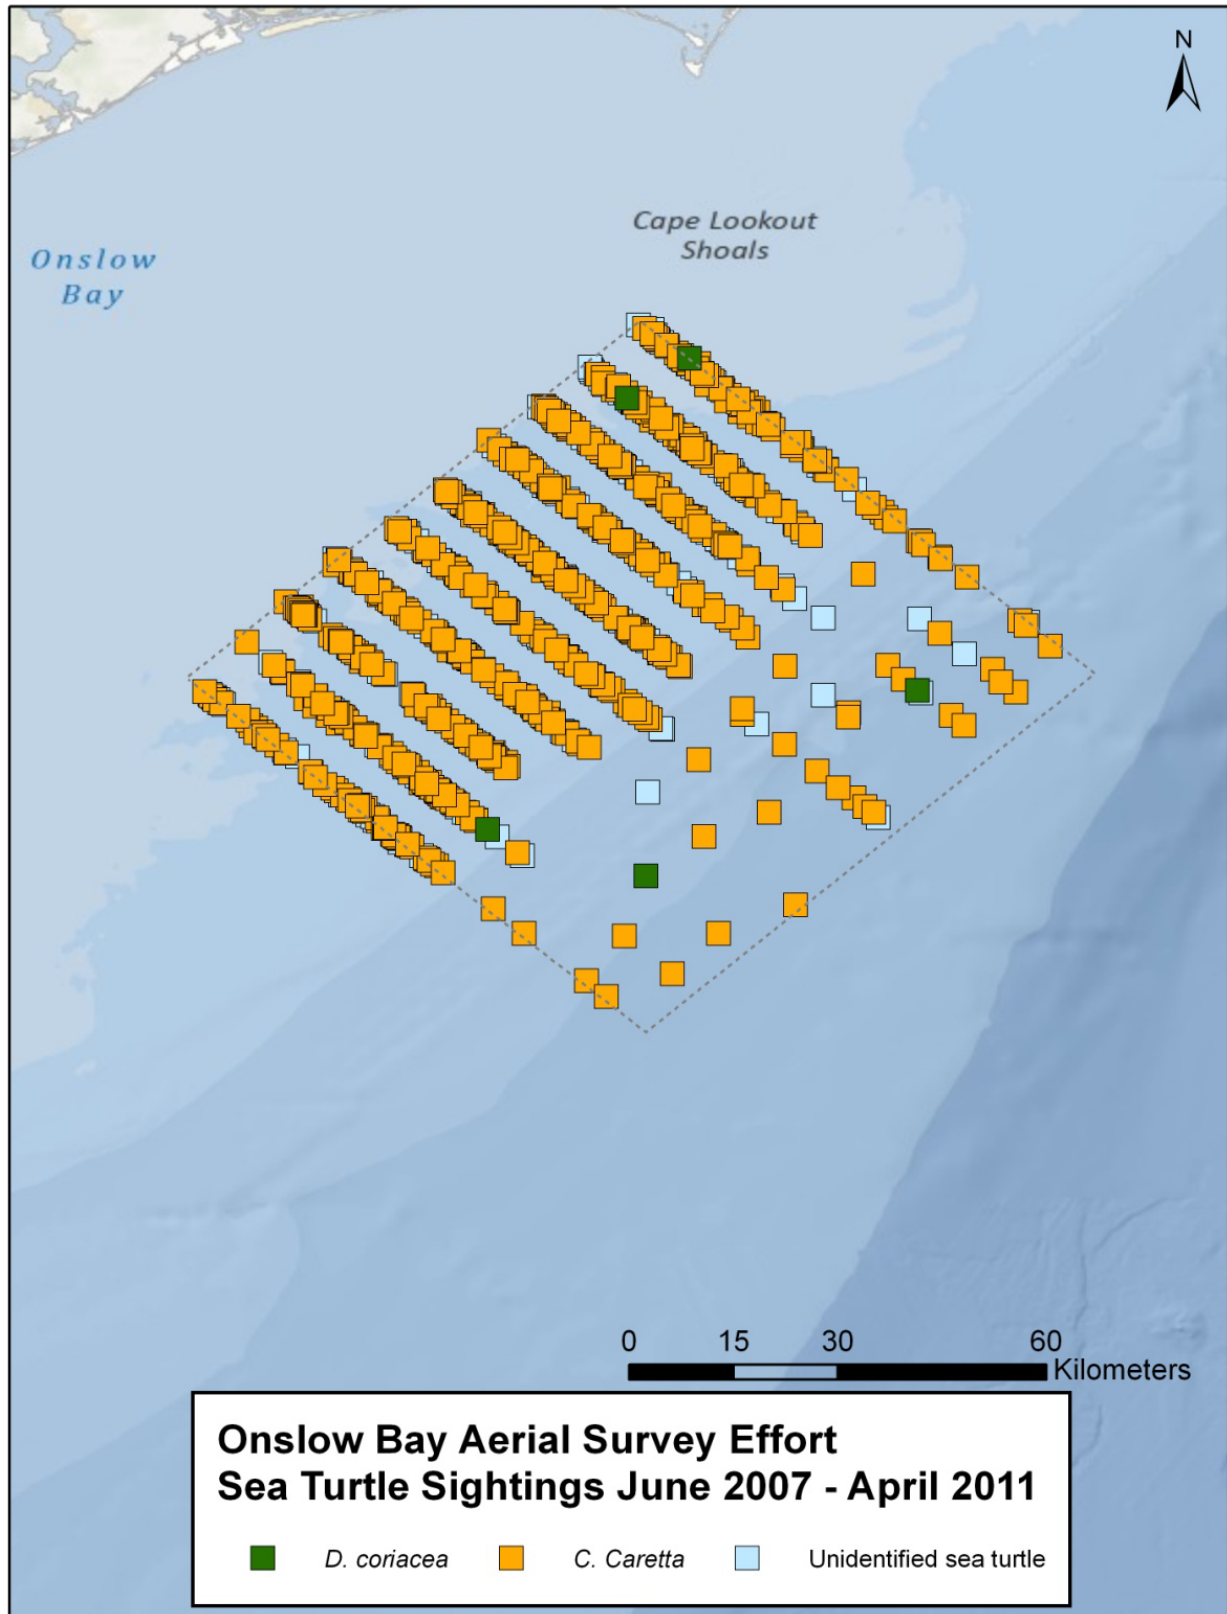 N
Cape Lookout
Shoals
Onslow
Bay
0 15 30 60
Kilometers
Onslow Bay Aerial Survey Effort
Sea Turtle Sightings June 2007 - April 2011
D. coriacea C. Caretta Unidentified sea turtle